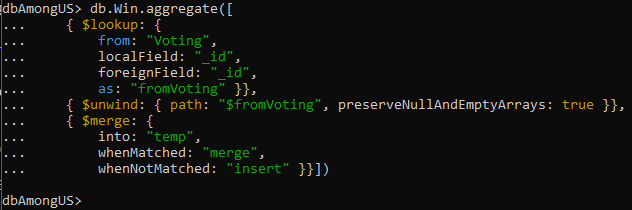 dbAmongUS> db.Win.aggregate([
...     { $lookup: {
...         from: "Voting",
...         localField: "_id",
...         foreignField: "_id",
...         as: "fromVoting" }},
...     { $unwind: { path: "$fromVoting", preserveNullAndEmptyArrays: true }},
...     { $merge: {
...         into: "temp",
...         whenMatched: "merge",
...         whenNotMatched: "insert" }}])
dbAmongUS>